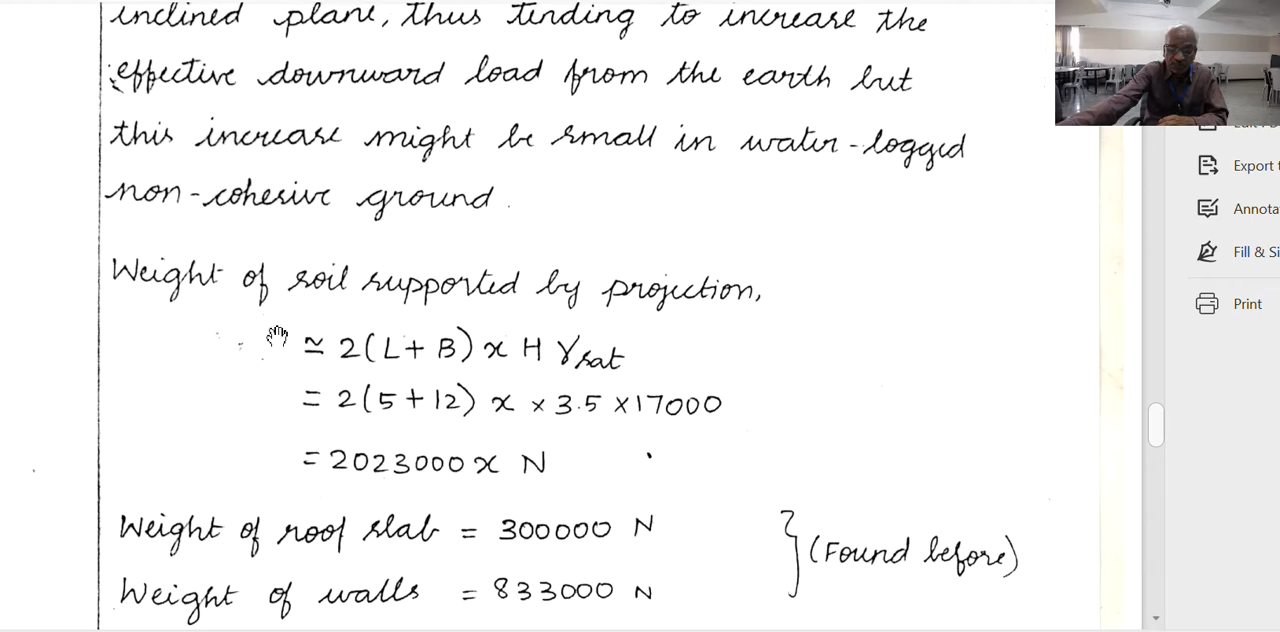 inclined plane, thus tending to increase the
effective downward load from the earth but
this increase might be small in water-logged
non-cohesive ground.
Weight of soil supported by projection,
≃ 2(L+B) x H γsat
= 2(5+12) x × 3.5 × 17000
= 2023000 x N
Weight of roof slab = 300000 N
Weight of walls = 833000 N
(Found before)
Export t
Annota
Fill & Si
Print